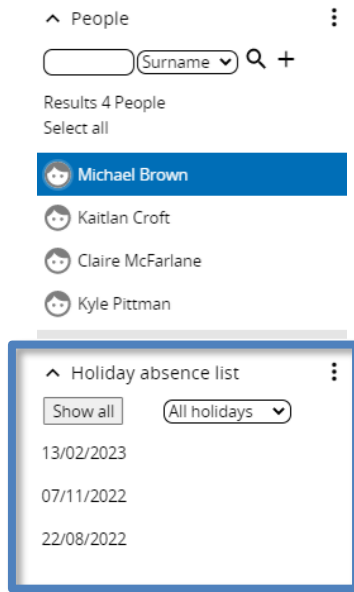 People
Surname
Results 4 People
Select all
Michael Brown
Kaitlan Croft
Claire McFarlane
Kyle Pittman
Holiday absence list
Show all All holidays
13/02/2023
07/11/2022
22/08/2022